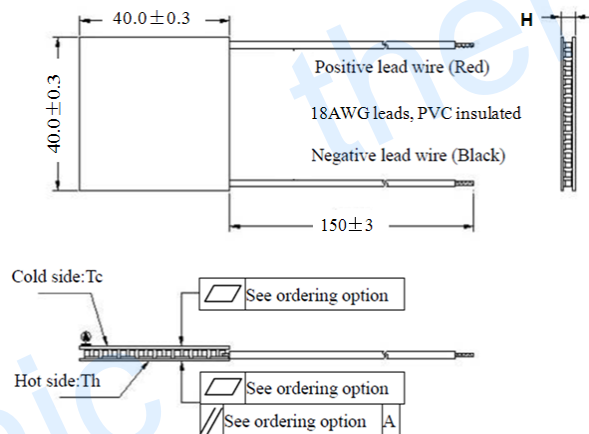 40.0±0.3
H
40.0±0.3
Positive lead wire (Red)
18AWG leads, PVC insulated
Negative lead wire (Black)
150±3
Cold side:Tc
See ordering option
A
Hot side:Th
See ordering option
See ordering option A